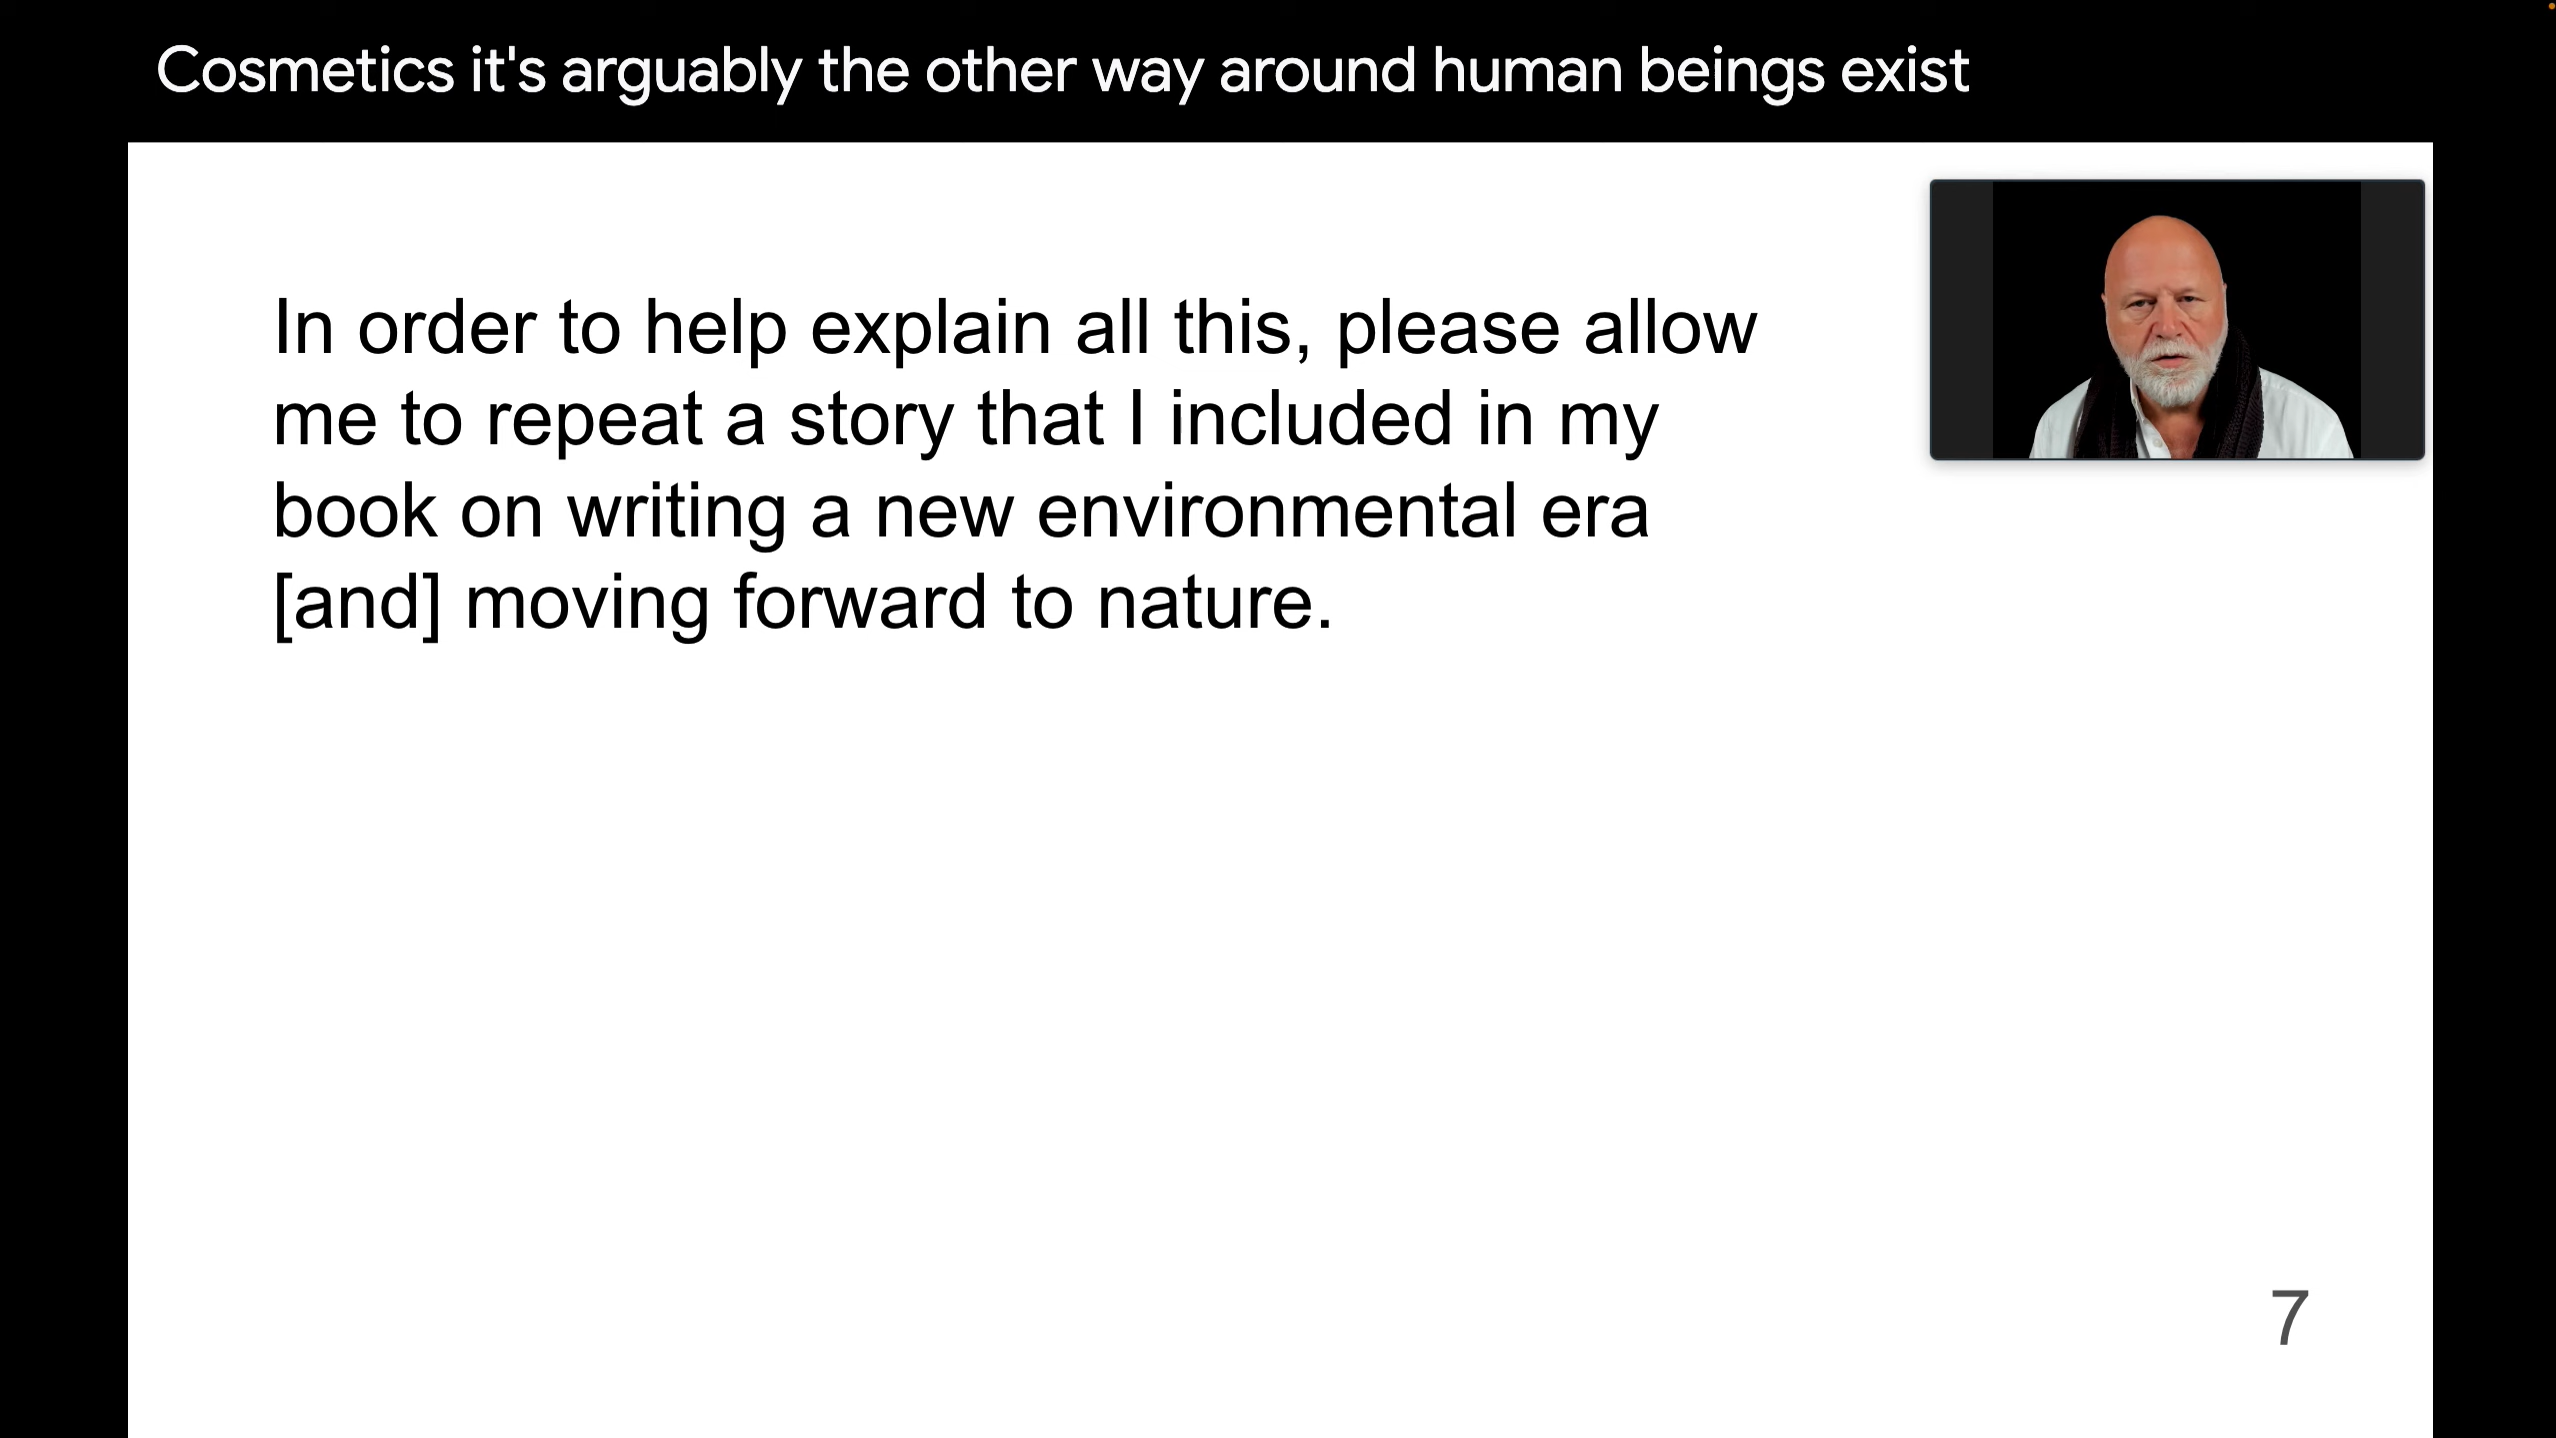 Cosmetics it's arguably the other way around human beings exist
In order to help explain all this, please allow
me to repeat a story that I included in my
book on writing a new environmental era
[and] moving forward to nature.
7